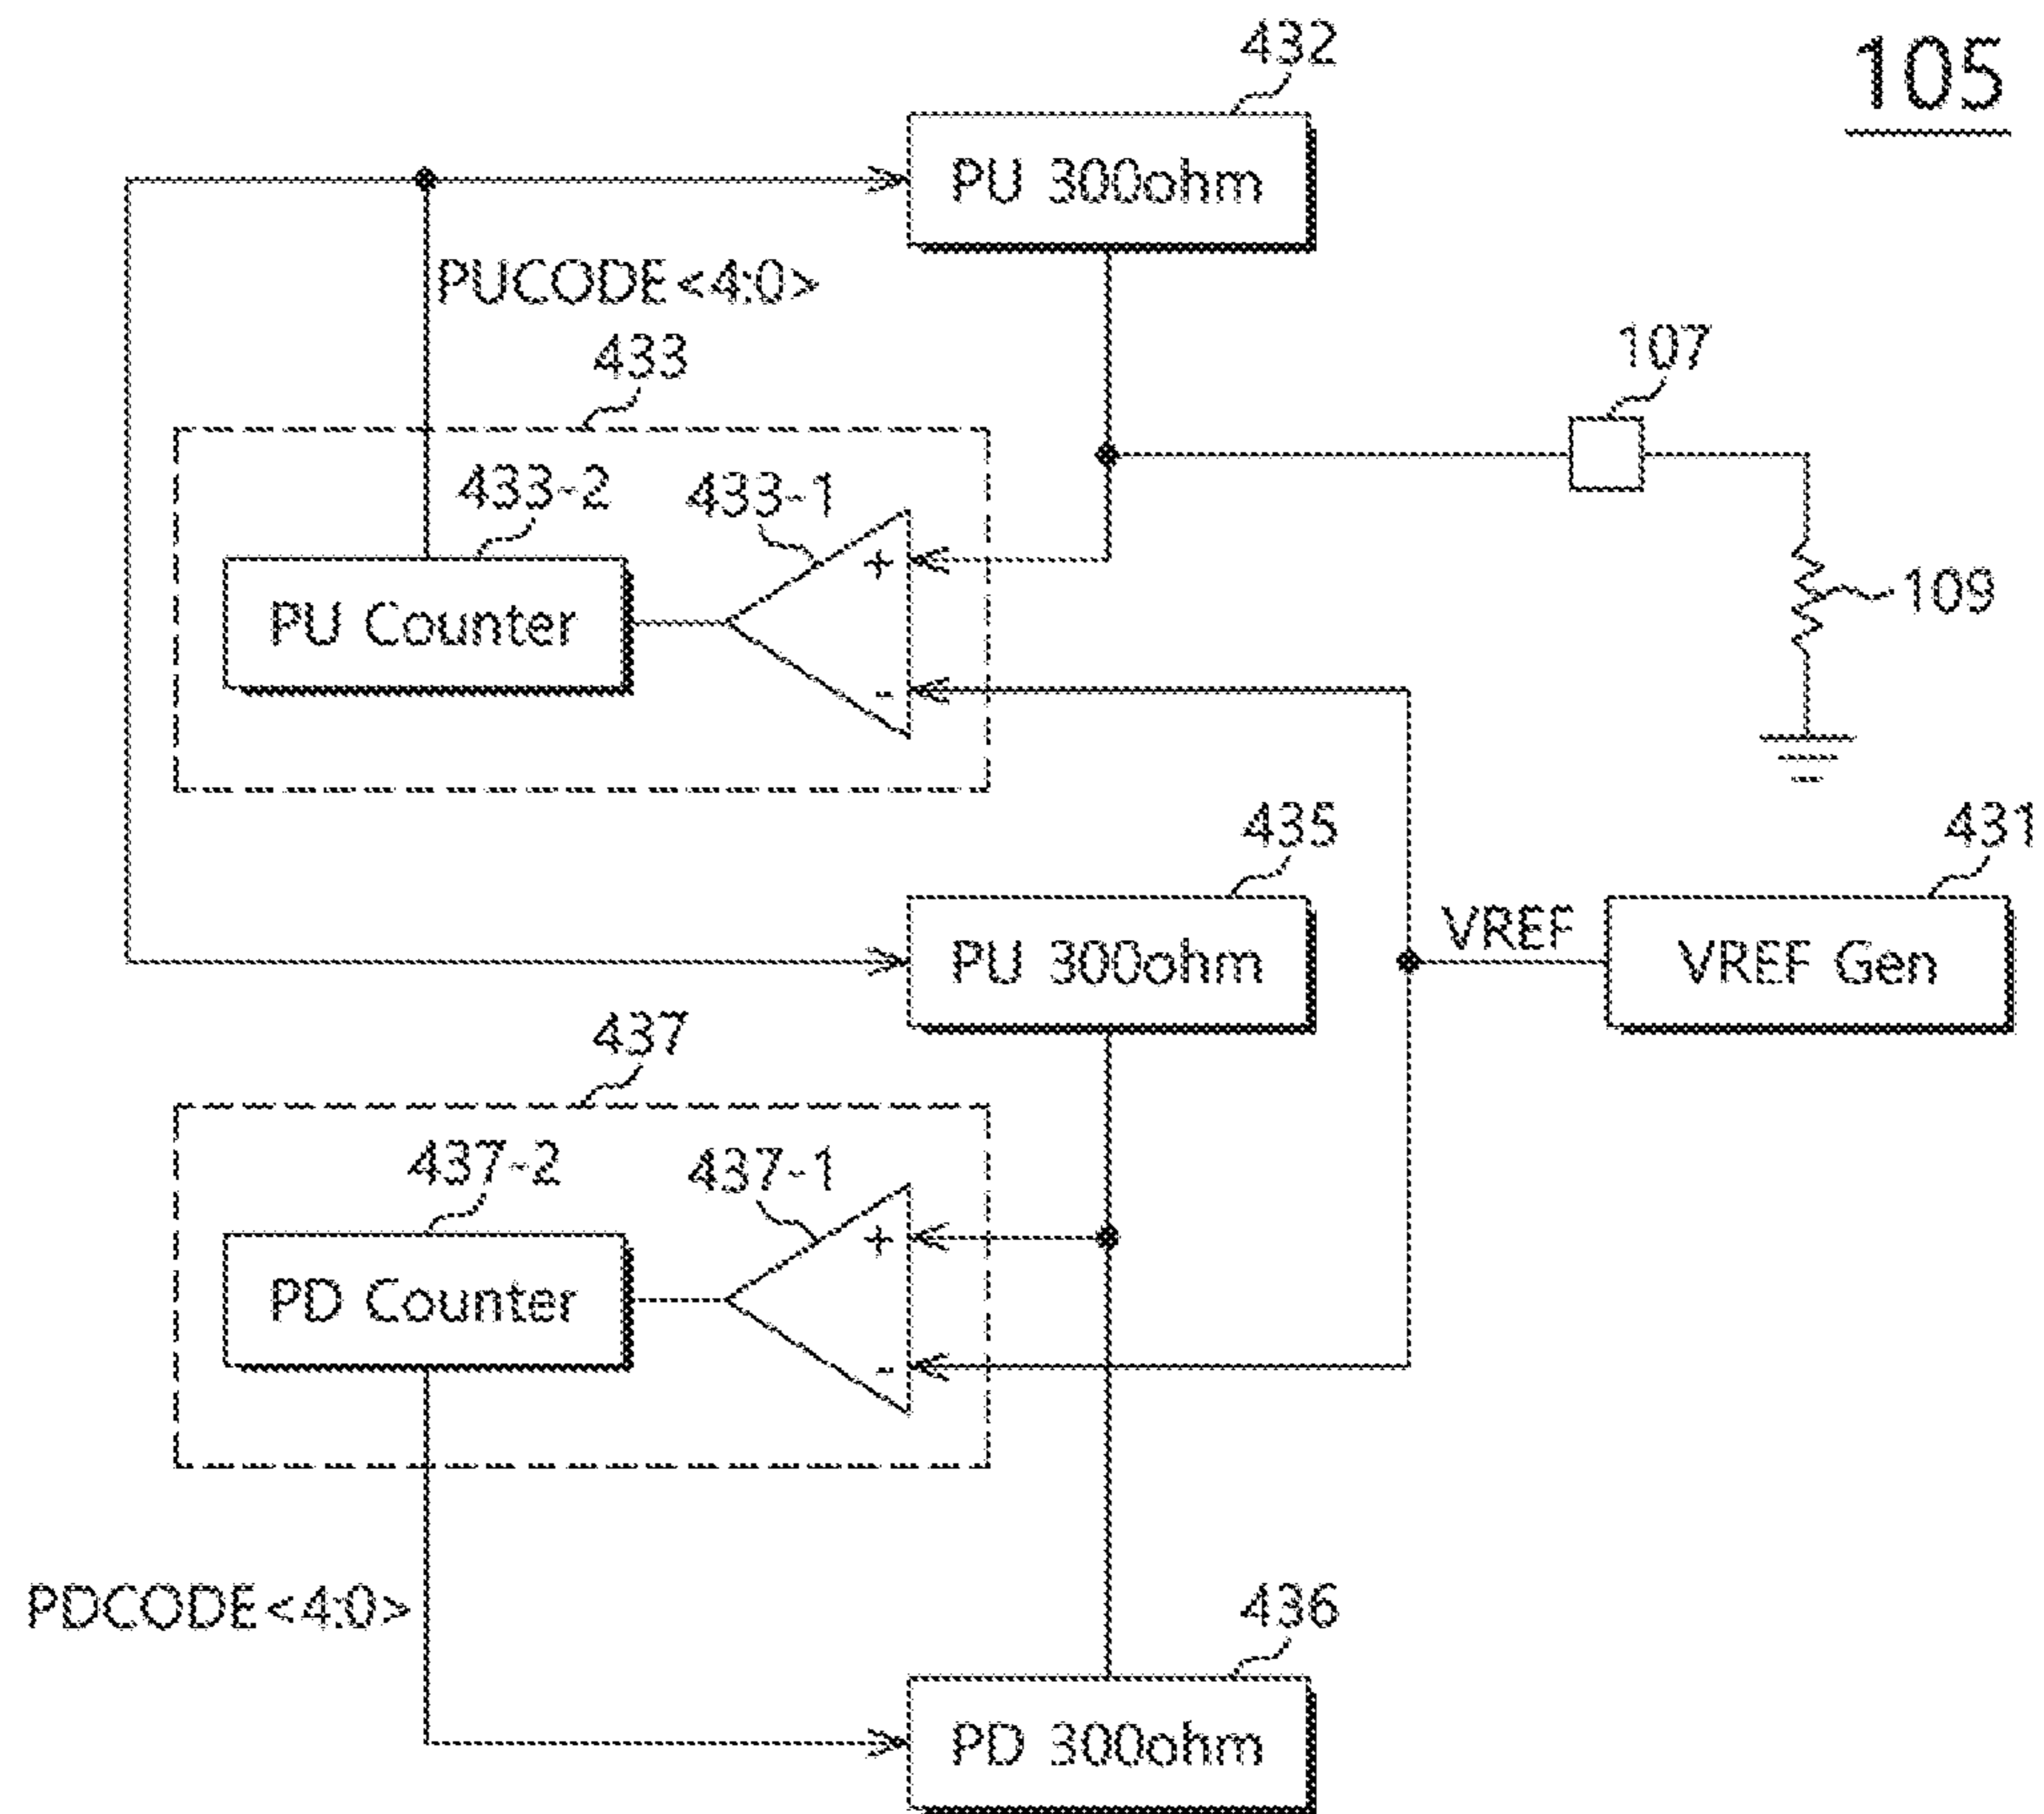 432
105
PU 300ohm
PUCODE<4:0>
433
107
433-2
433-1
+
PU Counter
109
-
435
431
PU 300ohm
VREF
VREF Gen
437
437-2
437-1
+
PD Counter
-
PDCODE<4:0>
436
PD 300ohm